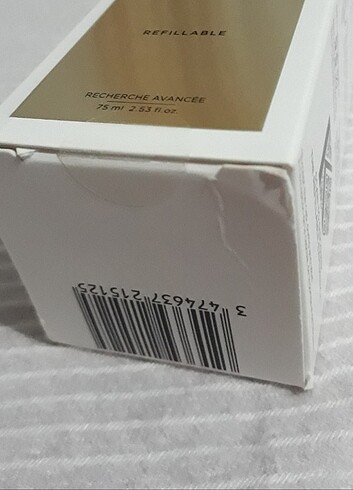 REFILLABLE
RECHERCHE AVANCÉE
75 ml 2.53 fl.oz.
3 474637 215125